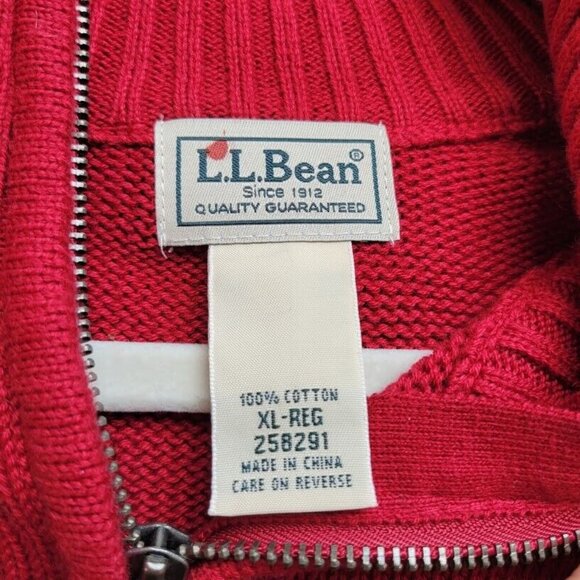 L.L.Bean®
Since 1912
QUALITY GUARANTEED
100% COTTON
XL-REG
258291
MADE IN CHINA
CARE ON REVERSE